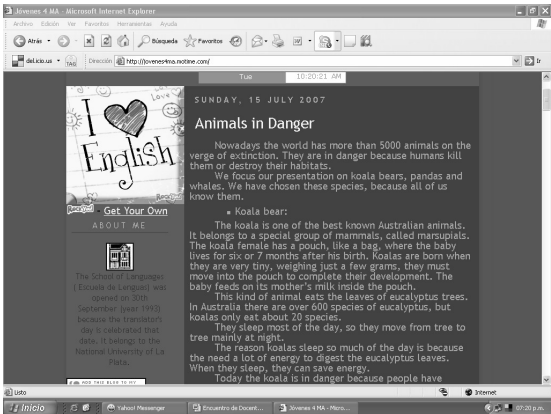 Jóvenes 4 MA - Microsoft Internet Explorer
Archivo Edición Ver Favoritos Herramientas Ayuda
Atrás Búsqueda Favoritos
del.icio.us TAG Dirección http://jovenes4ma.motime.com/ Ir
Tue 10:20:21 AM
Love
I
English
Get Your Own
ABOUT ME
The School of Languages
( Escuela de Lenguas) was
opened on 30th
September (year 1993)
because the translator's
day is celebrated that
date. It belongs to the
National University of La
Plata.
ADD THIS BLOG TO MY
SUNDAY, 15 JULY 2007
Animals in Danger
Nowadays the world has more than 5000 animals on the
verge of extinction. They are in danger because humans kill
them or destroy their habitats.
We focus our presentation on koala bears, pandas and
whales. We have chosen these species, because all of us
know them.
▪ Koala bear:
The koala is one of the best known Australian animals.
It belongs to a special group of mammals, called marsupials.
The koala female has a pouch, like a bag, where the baby
lives for six or 7 months after his birth. Koalas are born when
they are very tiny, weighing just a few grams, they must
move into the pouch to complete their development. The
baby feeds on its mother's milk inside the pouch.
This kind of animal eats the leaves of eucalyptus trees.
In Australia there are over 600 species of eucalyptus, but
koalas only eat about 20 species.
They sleep most of the day, so they move from tree to
tree mainly at night.
The reason koalas sleep so much of the day is because
the need a lot of energy to digest the eucalyptus leaves.
When they sleep, they can save energy.
Today the koala is in danger because people have
Listo Internet
Inicio Yahoo! Messenger Encuentro de Docent... Jóvenes 4 MA - Micro... 07:20 p.m.